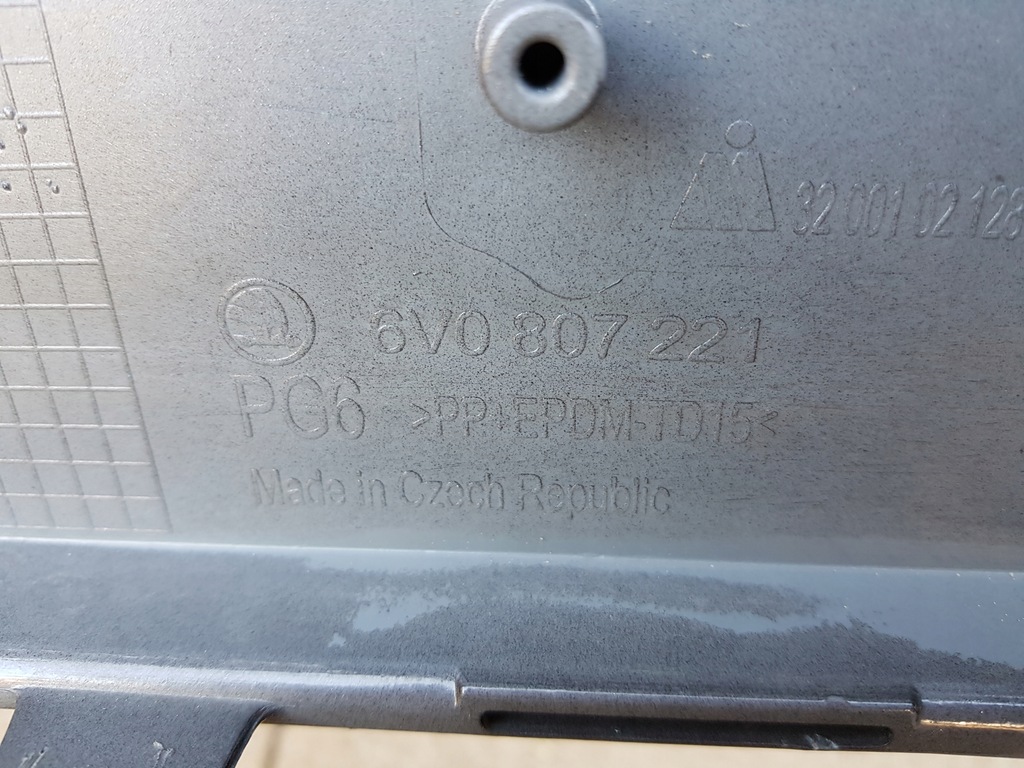 32 001 02 128
6V0 807 221
PG6 >PP+EPDM-TD15<
Made in Czech Republic